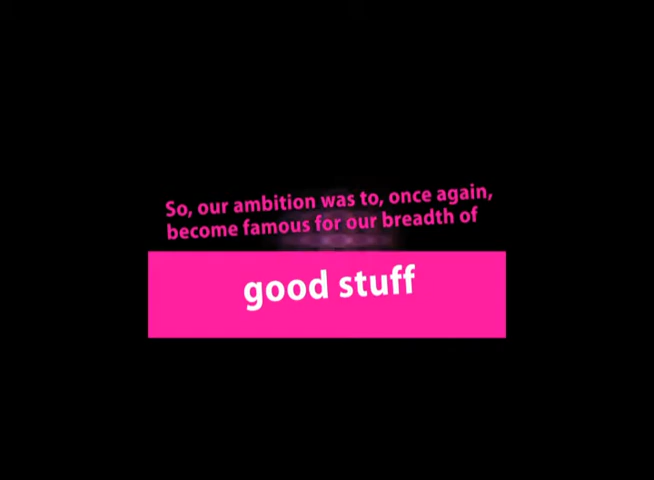 So, our ambition was to, once again,
become famous for our breadth of
good stuff